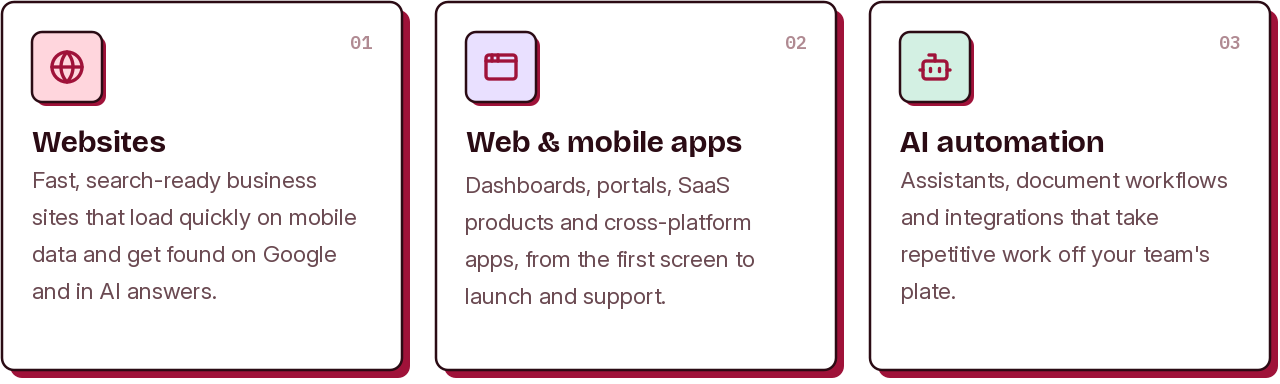 01
Websites
Fast, search-ready business
sites that load quickly on mobile
data and get found on Google
and in AI answers.
02
Web & mobile apps
Dashboards, portals, SaaS
products and cross-platform
apps, from the first screen to
launch and support.
03
AI automation
Assistants, document workflows
and integrations that take
repetitive work off your team's
plate.